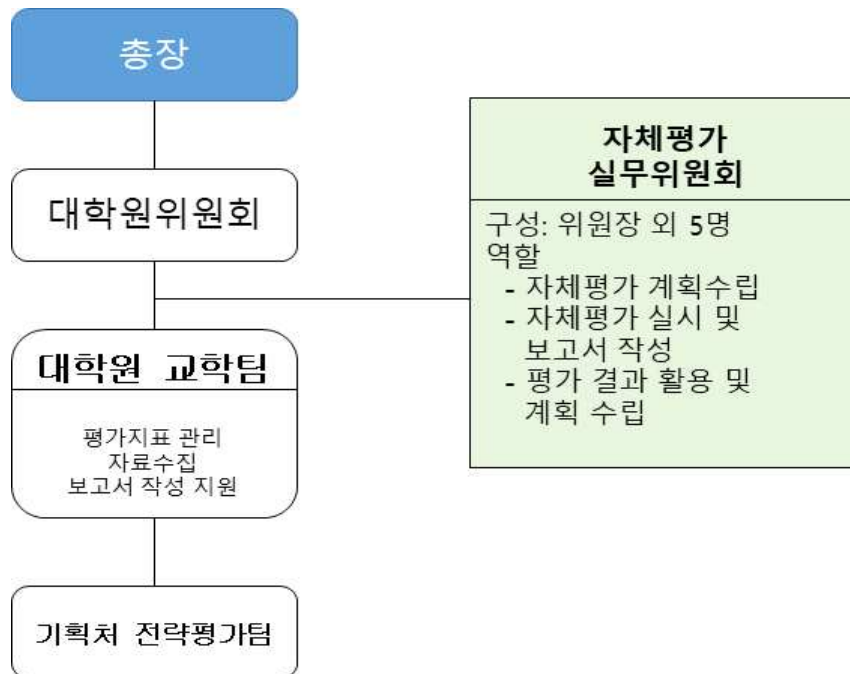 총장
대학원위원회
자체평가
실무위원회
구성: 위원장 외 5명
역할
- 자체평가 계획수립
- 자체평가 실시 및
보고서 작성
- 평가 결과 활용 및
계획 수립
대학원 교학팀
평가지표 관리
자료수집
보고서 작성 지원
기획처 전략평가팀